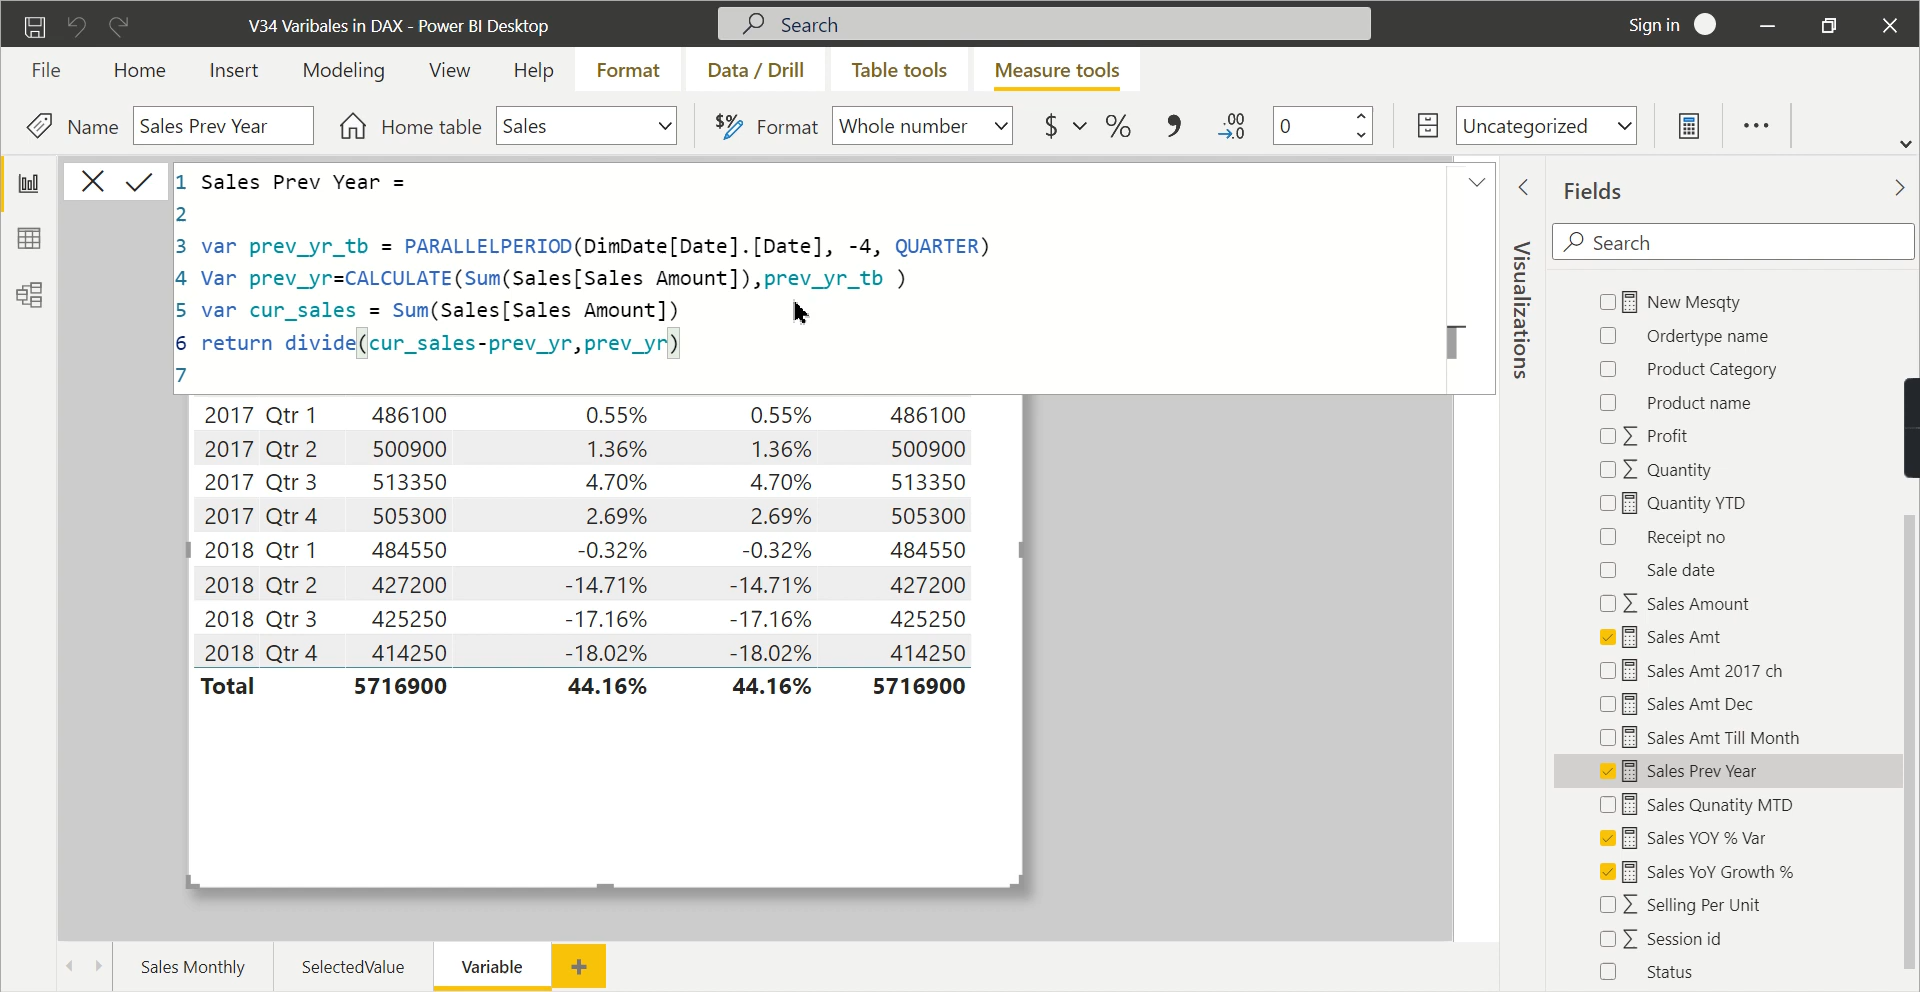 V34 Varibales in DAX - Power BI Desktop
Search
Sign in
File Home Insert Modeling View Help Format Data / Drill Table tools Measure tools
Name Sales Prev Year Home table Sales Format Whole number $ % 9 .00 →.0 0 Uncategorized ...
1 Sales Prev Year =
2
3 var prev_yr_tb = PARALLELPERIOD(DimDate[Date].[Date], -4, QUARTER)
4 Var prev_yr=CALCULATE(Sum(Sales[Sales Amount]),prev_yr_tb )
5 var cur_sales = Sum(Sales[Sales Amount])
6 return divide(cur_sales-prev_yr,prev_yr)
7
2017 Qtr 1 486100 0.55% 0.55% 486100
2017 Qtr 2 500900 1.36% 1.36% 500900
2017 Qtr 3 513350 4.70% 4.70% 513350
2017 Qtr 4 505300 2.69% 2.69% 505300
2018 Qtr 1 484550 -0.32% -0.32% 484550
2018 Qtr 2 427200 -14.71% -14.71% 427200
2018 Qtr 3 425250 -17.16% -17.16% 425250
2018 Qtr 4 414250 -18.02% -18.02% 414250
Total 5716900 44.16% 44.16% 5716900
Visualizations
Fields
Search
New Mesqty
Ordertype name
Product Category
Product name
Profit
Quantity
Quantity YTD
Receipt no
Sale date
Sales Amount
Sales Amt
Sales Amt 2017 ch
Sales Amt Dec
Sales Amt Till Month
Sales Prev Year
Sales Qunatity MTD
Sales YOY % Var
Sales YoY Growth %
Selling Per Unit
Session id
Status
Sales Monthly SelectedValue Variable +